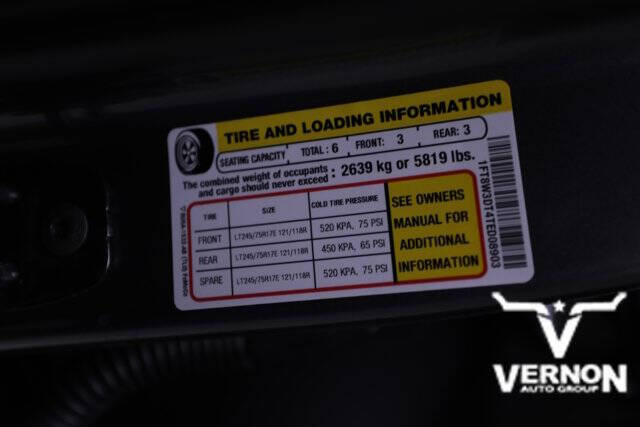 TIRE AND LOADING INFORMATION
SEATING CAPACITY TOTAL : 6 FRONT: 3 REAR: 3
The combined weight of occupants and cargo should never exceed : 2639 kg or 5819 lbs.
TIRE SIZE COLD TIRE PRESSURE
FRONT LT245/75R17E 121/118R 520 KPA, 75 PSI
REAR LT245/75R17E 121/118R 450 KPA, 65 PSI
SPARE LT245/75R17E 121/118R 520 KPA, 75 PSI
SEE OWNERS
MANUAL FOR
ADDITIONAL
INFORMATION
1FT8W3DT4TED08903
VERNON
AUTO GROUP